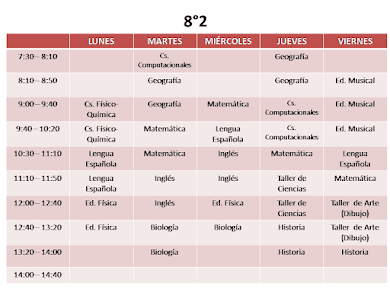 8°2
LUNES MARTES MIÉRCOLES JUEVES VIERNES
7:30 – 8:10 Cs. Computacionales Geografía
8:10 – 8:50 Geografía Geografía Ed. Musical
9:00 – 9:40 Cs. Físico-Química Geografía Matemática Cs. Computacionales Ed. Musical
9:40 – 10:20 Cs. Físico-Química Matemática Lengua Española Cs. Computacionales Ed. Musical
10:30 – 11:10 Lengua Española Matemática Inglés Matemática Lengua Española
11:10 – 11:50 Lengua Española Inglés Inglés Taller de Ciencias Matemática
12:00 – 12:40 Ed. Física Inglés Ed. Física Taller de Ciencias Taller de Arte (Dibujo)
12:40 – 13:20 Ed. Física Biología Biología Historia Taller de Arte (Dibujo)
13:20 – 14:00 Biología Historia Historia
14:00 – 14:40